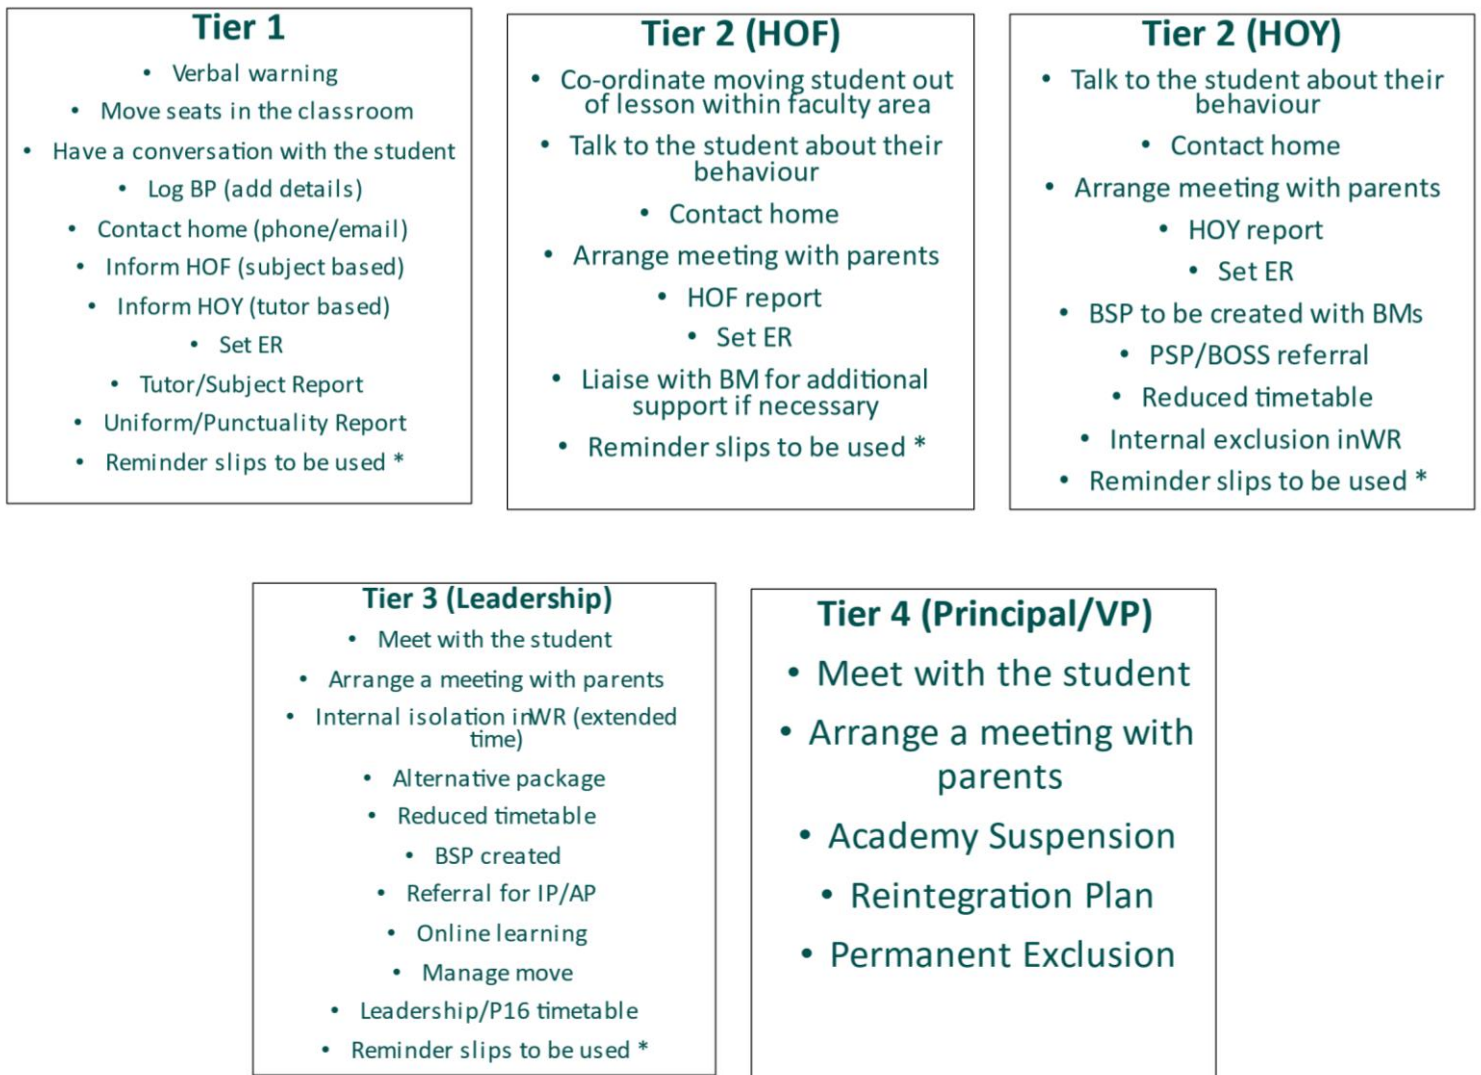 Tier 1
• Verbal warning
• Move seats in the classroom
• Have a conversation with the student
• Log BP (add details)
• Contact home (phone/email)
• Inform HOF (subject based)
• Inform HOY (tutor based)
• Set ER
• Tutor/Subject Report
• Uniform/Punctuality Report
• Reminder slips to be used *
Tier 2 (HOF)
• Co-ordinate moving student out
of lesson within faculty area
• Talk to the student about their
behaviour
• Contact home
• Arrange meeting with parents
• HOF report
• Set ER
• Liaise with BM for additional
support if necessary
• Reminder slips to be used *
Tier 2 (HOY)
• Talk to the student about their
behaviour
• Contact home
• Arrange meeting with parents
• HOY report
• Set ER
• BSP to be created with BMs
• PSP/BOSS referral
• Reduced timetable
• Internal exclusion inWR
• Reminder slips to be used *
Tier 3 (Leadership)
• Meet with the student
• Arrange a meeting with parents
• Internal isolation inWR (extended
time)
• Alternative package
• Reduced timetable
• BSP created
• Referral for IP/AP
• Online learning
• Manage move
• Leadership/P16 timetable
• Reminder slips to be used *
Tier 4 (Principal/VP)
• Meet with the student
• Arrange a meeting with
parents
• Academy Suspension
• Reintegration Plan
• Permanent Exclusion